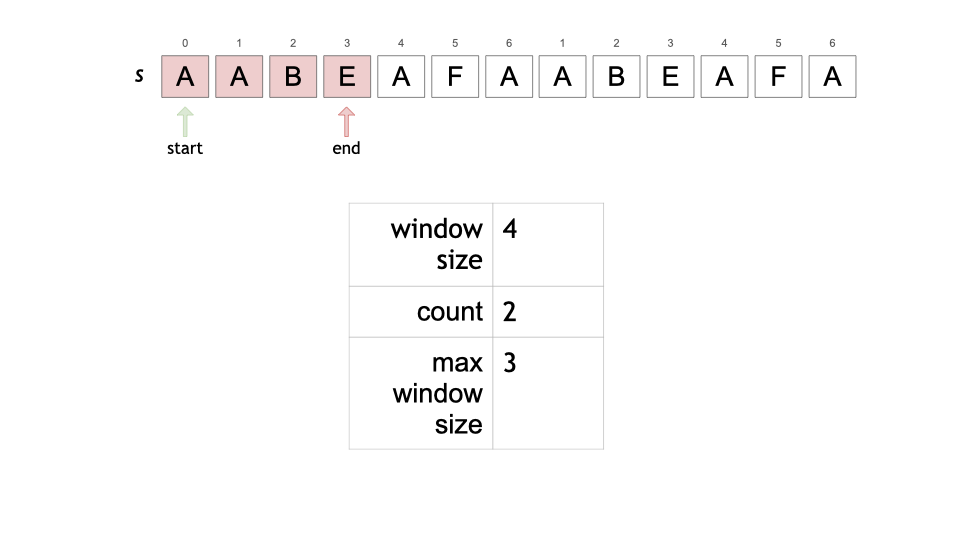 0 1 2 3 4 5 6 1 2 3 4 5 6
s A A B E A F A A B E A F A
start end
window size 4
count 2
max window size 3